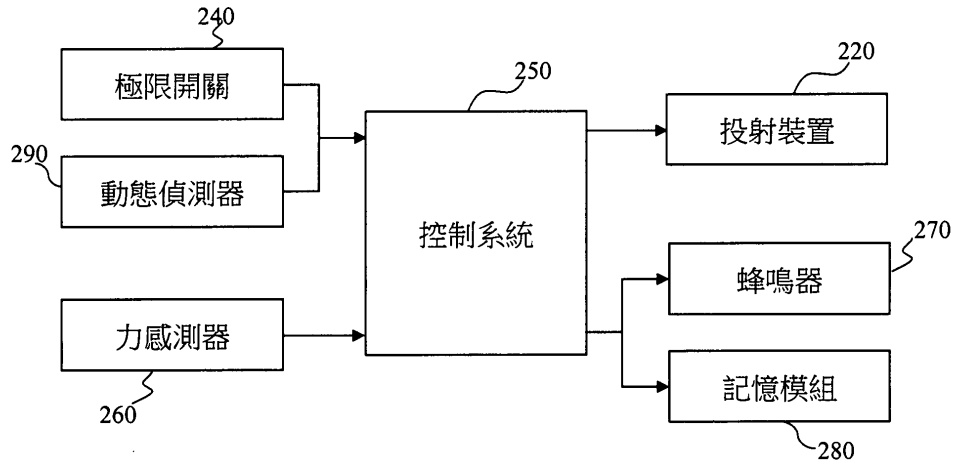 240
極限開關
290
動態偵測器
力感測器
260
250
控制系統
220
投射裝置
270
蜂鳴器
記憶模組
280